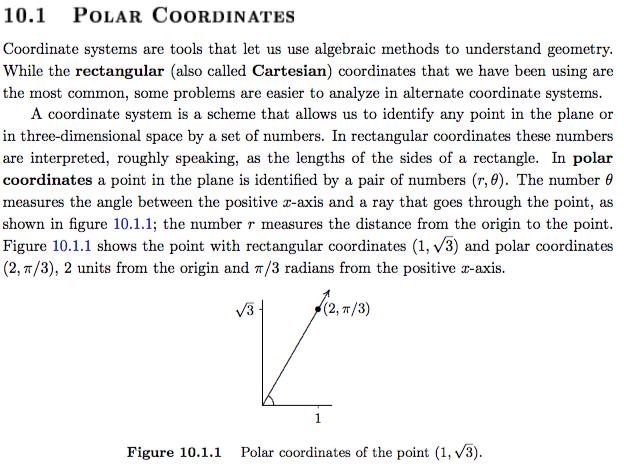 10.1 POLAR COORDINATES
Coordinate systems are tools that let us use algebraic methods to understand geometry.
While the rectangular (also called Cartesian) coordinates that we have been using are
the most common, some problems are easier to analyze in alternate coordinate systems.
A coordinate system is a scheme that allows us to identify any point in the plane or
in three-dimensional space by a set of numbers. In rectangular coordinates these numbers
are interpreted, roughly speaking, as the lengths of the sides of a rectangle. In polar
coordinates a point in the plane is identified by a pair of numbers (r, θ). The number θ
measures the angle between the positive x-axis and a ray that goes through the point, as
shown in figure 10.1.1; the number r measures the distance from the origin to the point.
Figure 10.1.1 shows the point with rectangular coordinates (1, √3) and polar coordinates
(2, π/3), 2 units from the origin and π/3 radians from the positive x-axis.
√3
(2, π/3)
1
Figure 10.1.1 Polar coordinates of the point (1, √3).